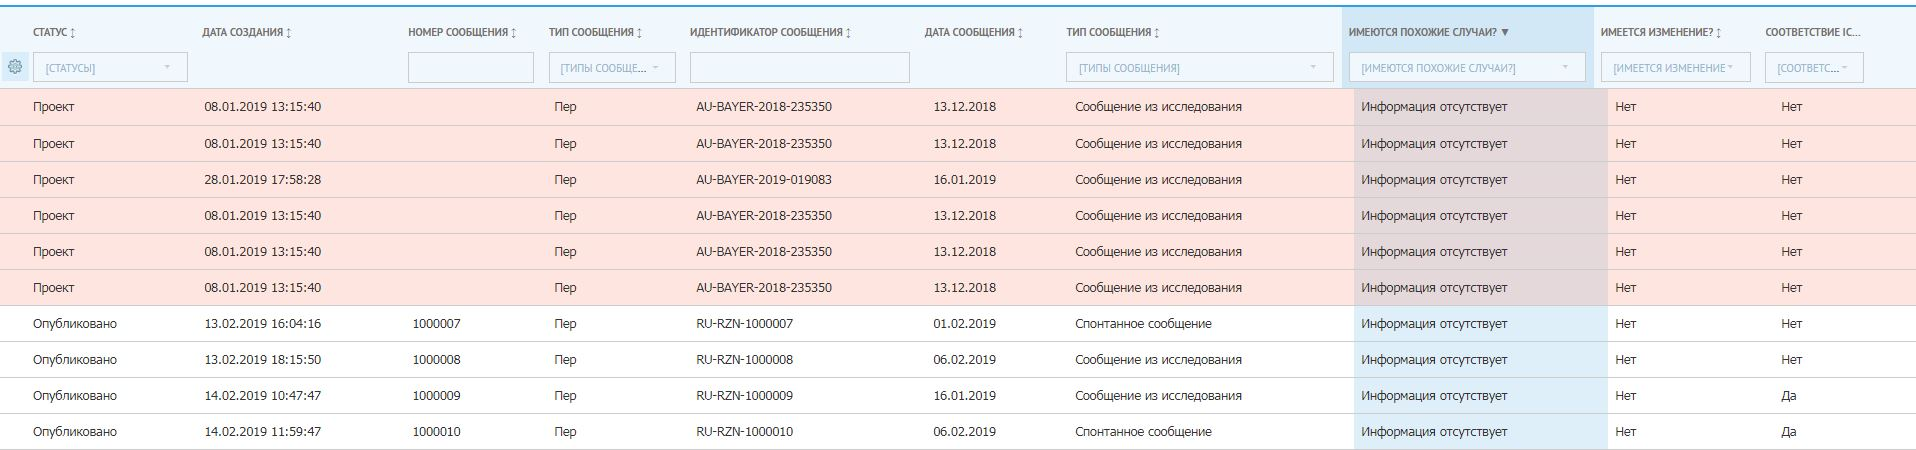 СТАТУС ДАТА СОЗДАНИЯ НОМЕР СООБЩЕНИЯ ТИП СООБЩЕНИЯ ИДЕНТИФИКАТОР СООБЩЕНИЯ ДАТА СООБЩЕНИЯ ТИП СООБЩЕНИЯ ИМЕЮТСЯ ПОХОЖИЕ СЛУЧАИ? ИМЕЕТСЯ ИЗМЕНЕНИЕ? СООТВЕТСТВИЕ IC...
[СТАТУСЫ] [ТИПЫ СООБЩЕ... [ТИПЫ СООБЩЕНИЯ] [ИМЕЮТСЯ ПОХОЖИЕ СЛУЧАИ?] [ИМЕЕТСЯ ИЗМЕНЕНИЕ [СООТВЕТС...
Проект 08.01.2019 13:15:40 Пер AU-BAYER-2018-235350 13.12.2018 Сообщение из исследования Информация отсутствует Нет Нет
Проект 08.01.2019 13:15:40 Пер AU-BAYER-2018-235350 13.12.2018 Сообщение из исследования Информация отсутствует Нет Нет
Проект 28.01.2019 17:58:28 Пер AU-BAYER-2019-019083 16.01.2019 Сообщение из исследования Информация отсутствует Нет Нет
Проект 08.01.2019 13:15:40 Пер AU-BAYER-2018-235350 13.12.2018 Сообщение из исследования Информация отсутствует Нет Нет
Проект 08.01.2019 13:15:40 Пер AU-BAYER-2018-235350 13.12.2018 Сообщение из исследования Информация отсутствует Нет Нет
Проект 08.01.2019 13:15:40 Пер AU-BAYER-2018-235350 13.12.2018 Сообщение из исследования Информация отсутствует Нет Нет
Опубликовано 13.02.2019 16:04:16 1000007 Пер RU-RZN-1000007 01.02.2019 Спонтанное сообщение Информация отсутствует Нет Нет
Опубликовано 13.02.2019 18:15:50 1000008 Пер RU-RZN-1000008 06.02.2019 Сообщение из исследования Информация отсутствует Нет Нет
Опубликовано 14.02.2019 10:47:47 1000009 Пер RU-RZN-1000009 16.01.2019 Сообщение из исследования Информация отсутствует Нет Да
Опубликовано 14.02.2019 11:59:47 1000010 Пер RU-RZN-1000010 06.02.2019 Спонтанное сообщение Информация отсутствует Нет Да